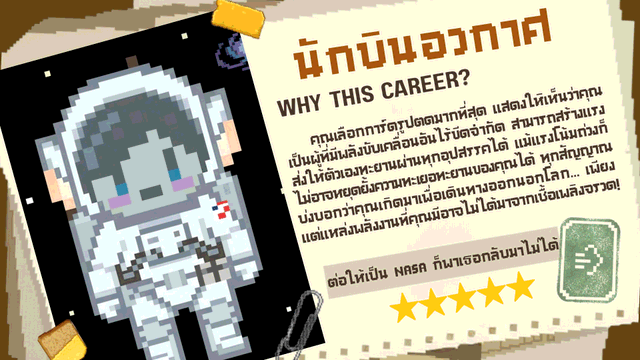 นักบินอวกาศ
WHY THIS CAREER?
คุณเลือกการ์ดรูปตดมากที่สุด แสดงให้เห็นว่าคุณ
เป็นผู้ที่มีพลังขับเคลื่อนอันไร้ขีดจำกัด สามารถสร้างแรง
ส่งให้ตัวเองทะยานผ่านทุกอุปสรรคได้ แม้แรงโน้มถ่วงก็
ไม่อาจหยุดยั้งความทะเยอทะยานของคุณได้ ทุกสัญญาณ
บ่งบอกว่าคุณเกิดมาเพื่อเดินทางออกนอกโลก... เพียง
แต่แหล่งพลังงานที่คุณมีอาจไม่ได้มาจากเชื้อเพลิงจรวด!
ต่อให้เป็น NASA ก็พาเธอกลับมาไม่ได้